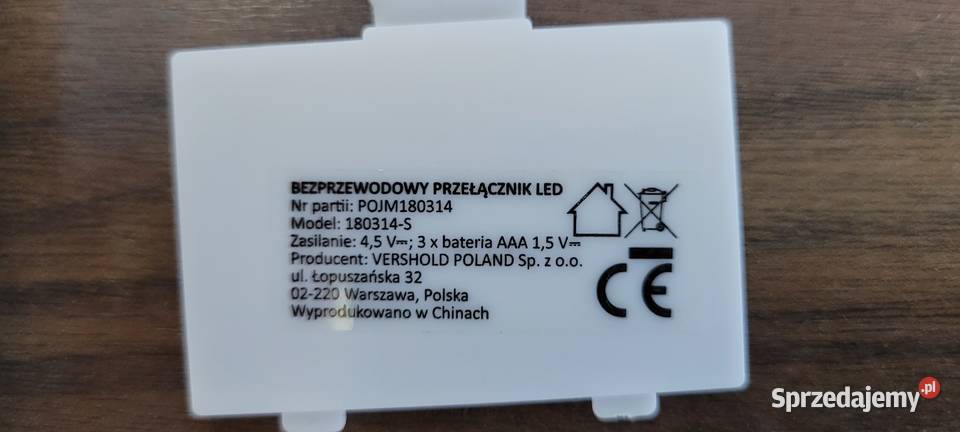 BEZPRZEWODOWY PRZEŁĄCZNIK LED
Nr partii: POJM180314
Model: 180314-S
Zasilanie: 4,5 V⎓; 3 x bateria AAA 1,5 V⎓
Producent: VERSHOLD POLAND Sp. z o.o.
ul. Łopuszańska 32
02-220 Warszawa, Polska
Wyprodukowano w Chinach
CE
Sprzedajemy.pl